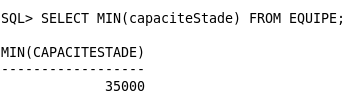 SQL> SELECT MIN(capaciteStade) FROM EQUIPE;
MIN(CAPACITESTADE)
------------------
35000